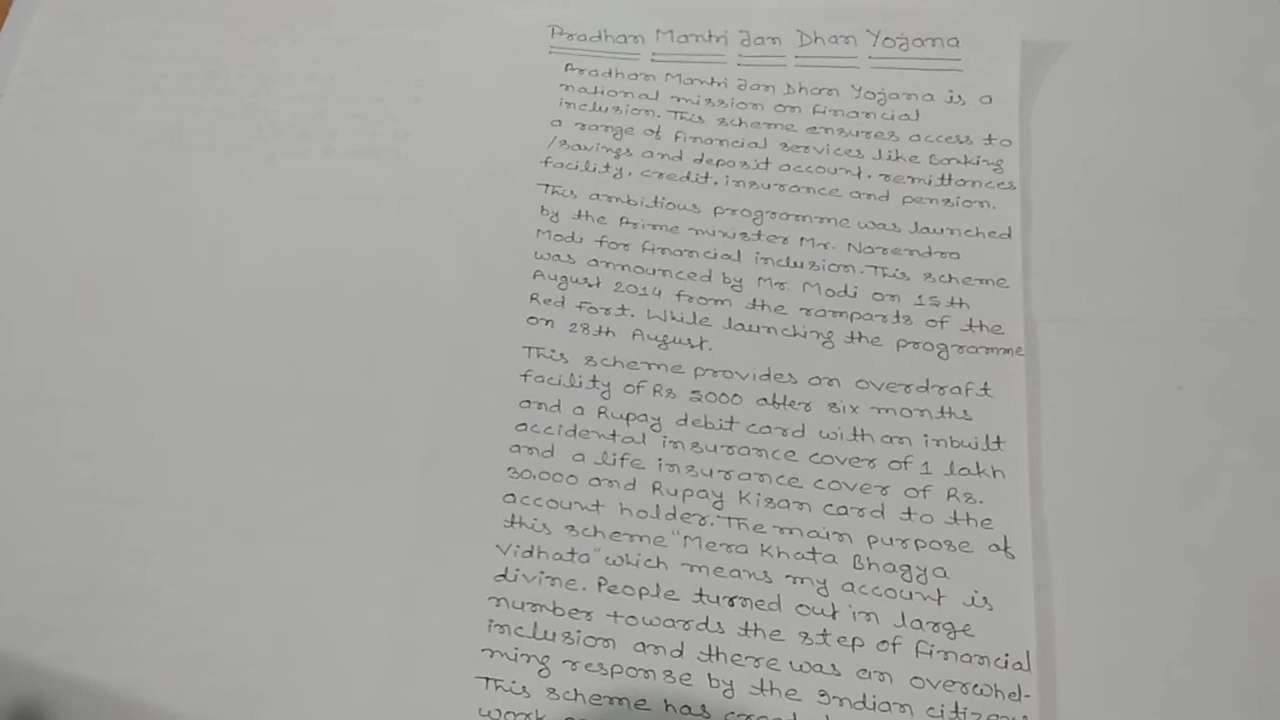 Pradhan Mantri Jan Dhan Yojana
Pradhan Mantri Jan Dhan Yojana is a
national mission on financial
inclusion. This scheme ensures access to
a range of financial services like Banking
/savings and deposit account. remittances
facility. credit. insurance and pension.
This ambitious programme was launched
by the Prime minister Mr. Narendra
Modi for financial inclusion. This scheme
was announced by Mr. Modi on 15th
August 2014 from the ramparts of the
Red Fort. While launching the programme
on 28th August.
This scheme provides an overdraft
facility of Rs. 5000 after six months
and a Rupay debit card with an inbuilt
accidental insurance cover of 1 lakh
and a life insurance cover of Rs.
30,000 and Rupay Kisan card to the
account holder. The main purpose of
this scheme "Mera Khata Bhagya
Vidhata" which means my account is
divine. People turned out in large
number towards the step of financial
inclusion and there was an overwhel-
ming response by the Indian citizens
This scheme has
work